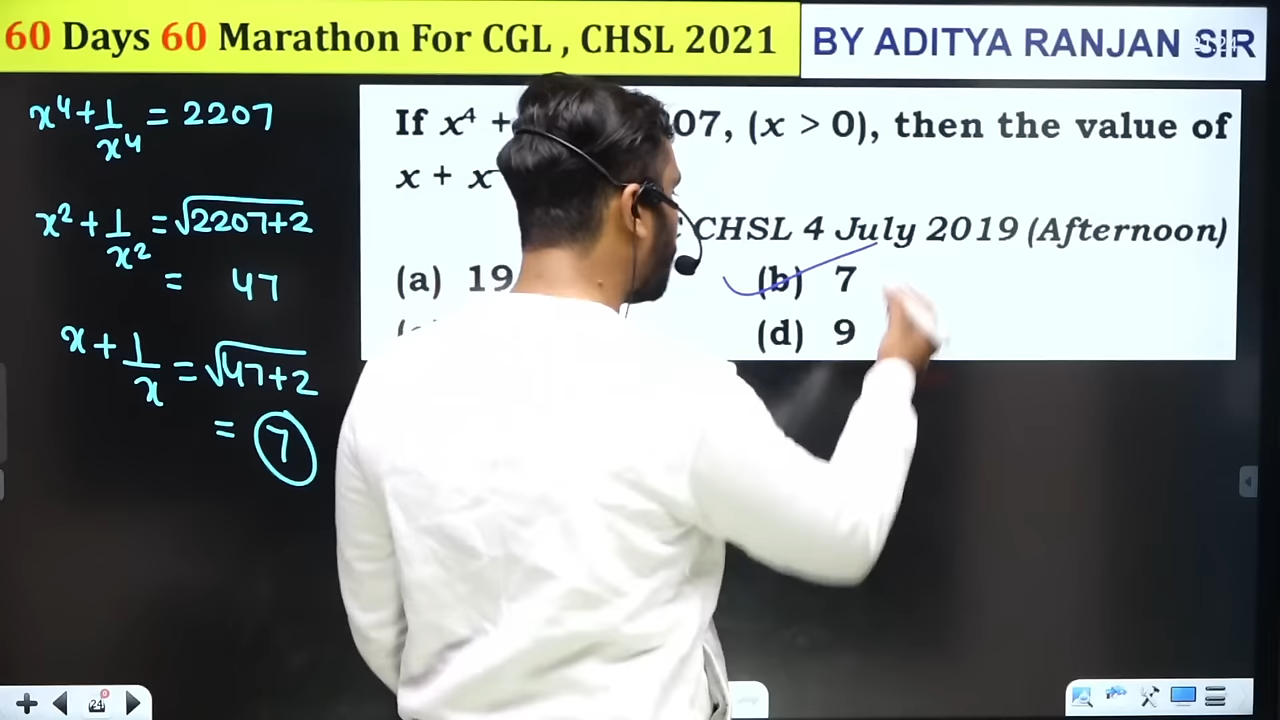 60 Days 60 Marathon For CGL , CHSL 2021
BY ADITYA RANJAN SIR
x⁴ + 1/x⁴ = 2207
x² + 1/x² = √2207+2
= 47
x + 1/x = √47+2
= 7
If x⁴ + 07, (x > 0), then the value of
x + x
CHSL 4 July 2019 (Afternoon)
(a) 19
(b) 7
(d) 9
24